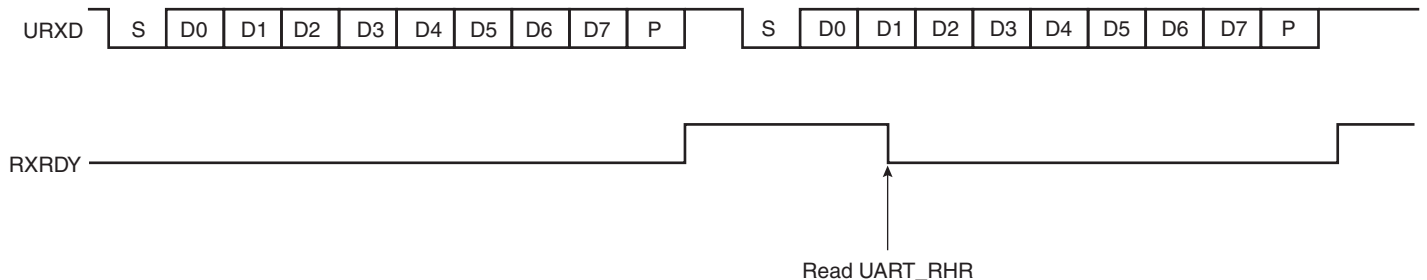 URXD S D0 D1 D2 D3 D4 D5 D6 D7 P S D0 D1 D2 D3 D4 D5 D6 D7 P
RXRDY
Read UART_RHR